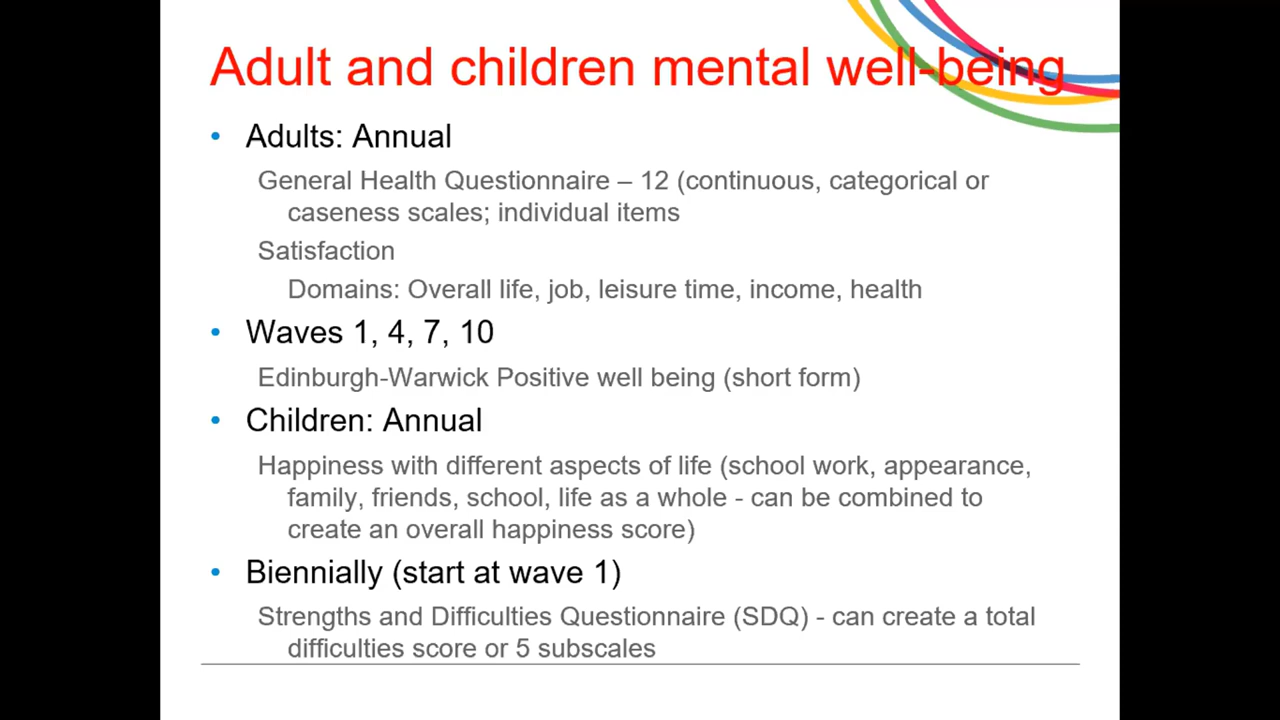 Adult and children mental well-being
• Adults: Annual
General Health Questionnaire – 12 (continuous, categorical or
caseness scales; individual items
Satisfaction
Domains: Overall life, job, leisure time, income, health
• Waves 1, 4, 7, 10
Edinburgh-Warwick Positive well being (short form)
• Children: Annual
Happiness with different aspects of life (school work, appearance,
family, friends, school, life as a whole - can be combined to
create an overall happiness score)
• Biennially (start at wave 1)
Strengths and Difficulties Questionnaire (SDQ) - can create a total
difficulties score or 5 subscales